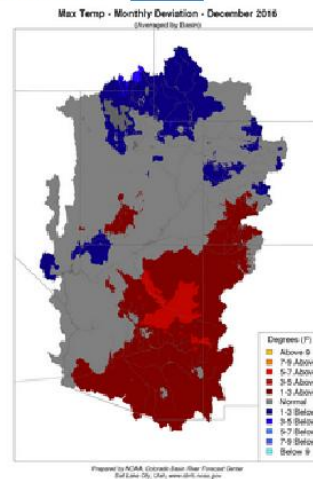 Max Temp - Monthly Deviation - December 2016
(Averaged by Basin)
Degrees (F)
Above 9
7-9 Above
5-7 Above
3-5 Above
1-3 Above
Normal
1-3 Below
3-5 Below
5-7 Below
7-9 Below
Below 9
Prepared by NOAA, Colorado Basin River Forecast Center
Salt Lake City, Utah, www.cbrfc.noaa.gov